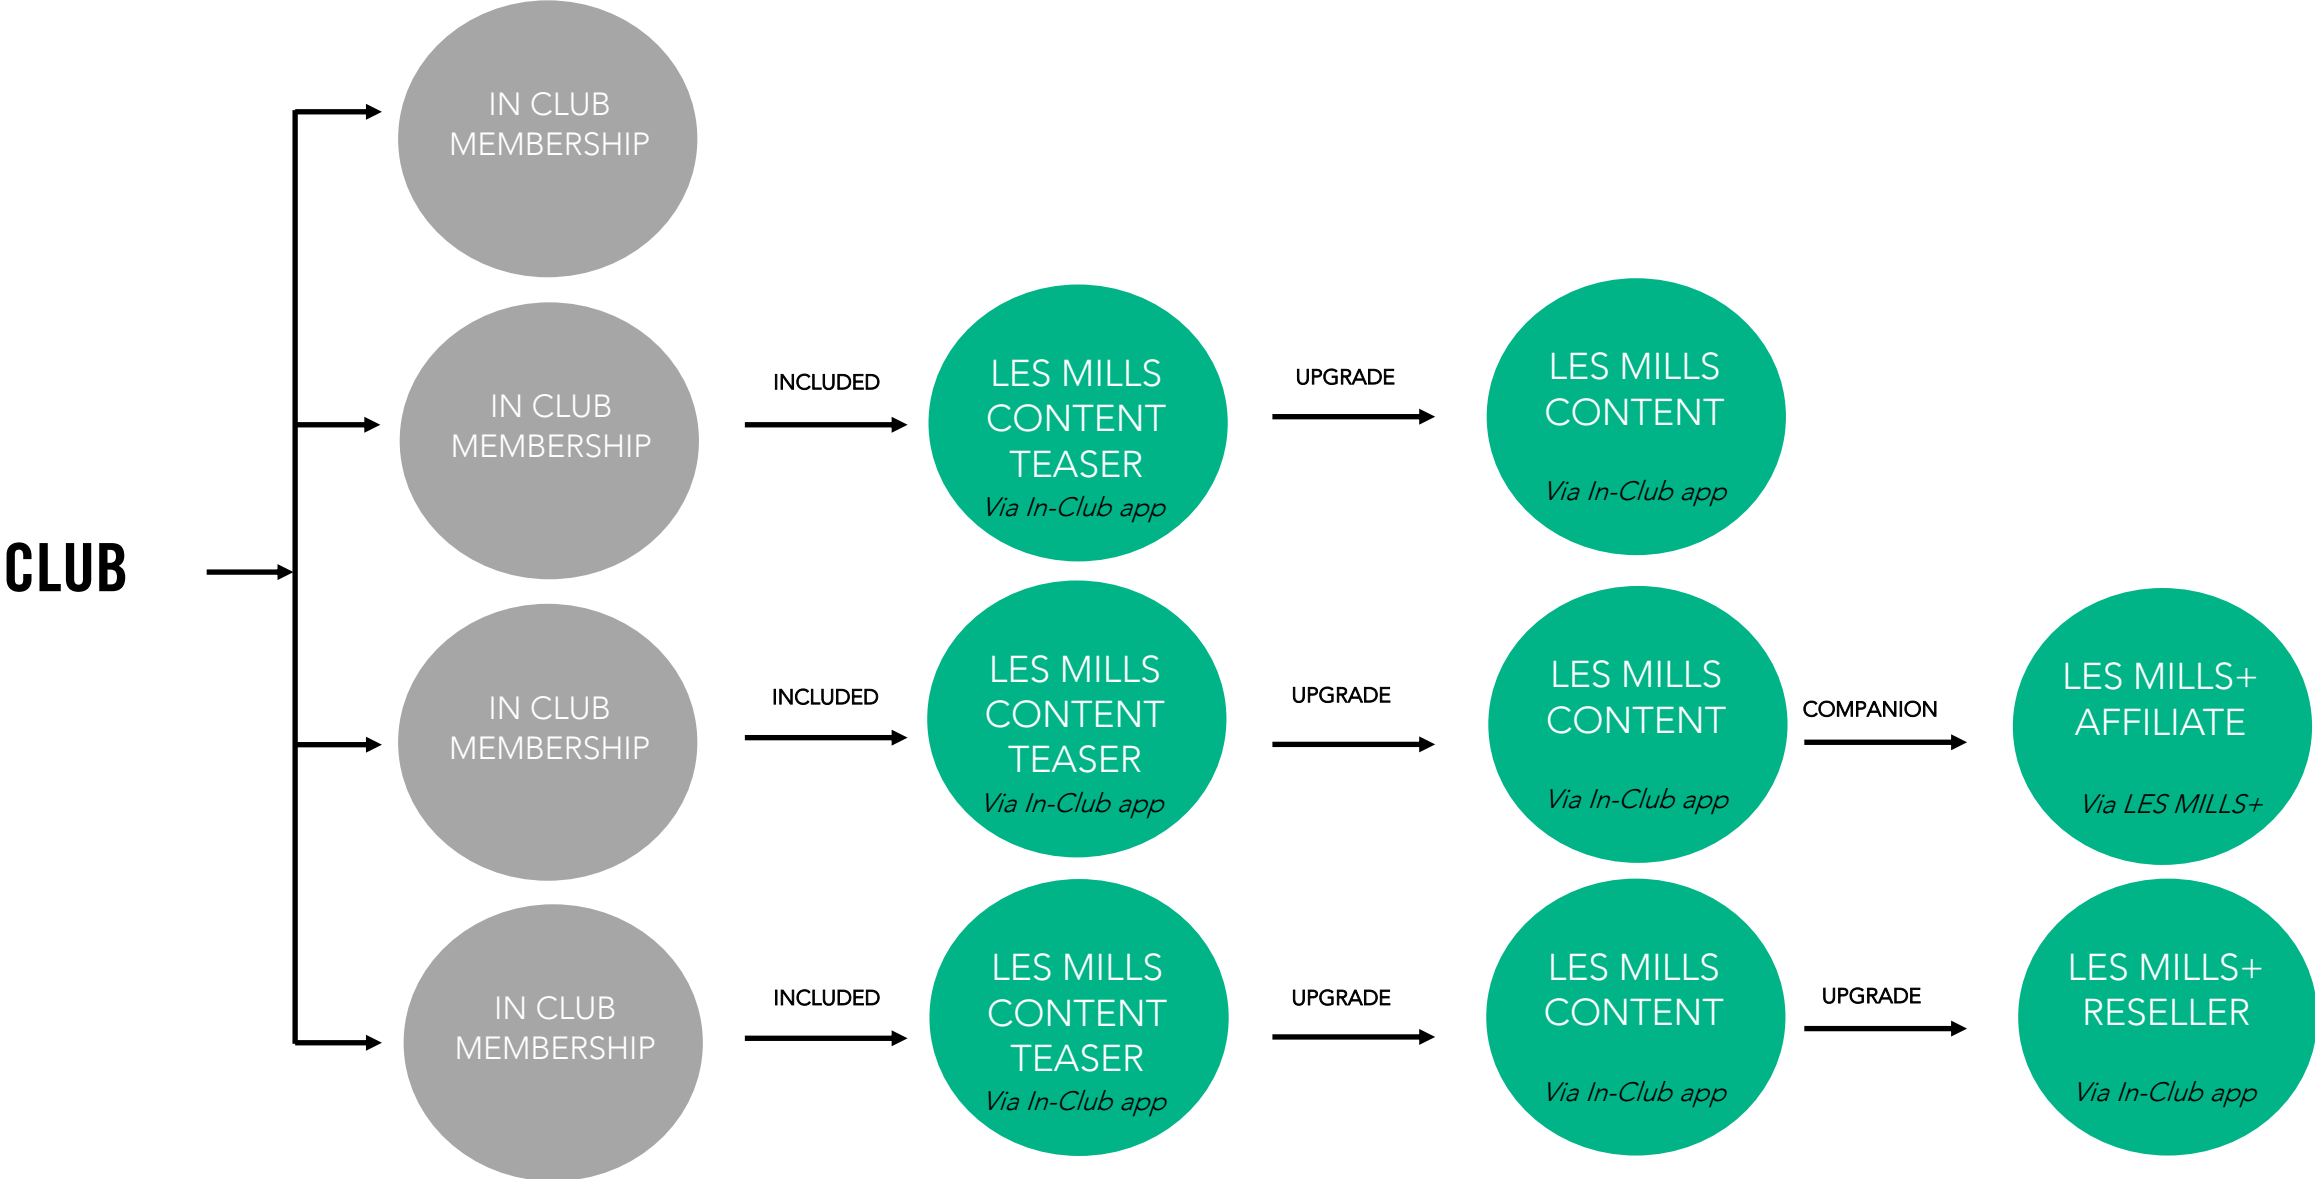 CLUB
IN CLUB
MEMBERSHIP
IN CLUB
MEMBERSHIP
INCLUDED
LES MILLS
CONTENT
TEASER
Via In-Club app
UPGRADE
LES MILLS
CONTENT
Via In-Club app
IN CLUB
MEMBERSHIP
INCLUDED
LES MILLS
CONTENT
TEASER
Via In-Club app
UPGRADE
LES MILLS
CONTENT
Via In-Club app
COMPANION
LES MILLS+
AFFILIATE
Via LES MILLS+
IN CLUB
MEMBERSHIP
INCLUDED
LES MILLS
CONTENT
TEASER
Via In-Club app
UPGRADE
LES MILLS
CONTENT
Via In-Club app
UPGRADE
LES MILLS+
RESELLER
Via In-Club app